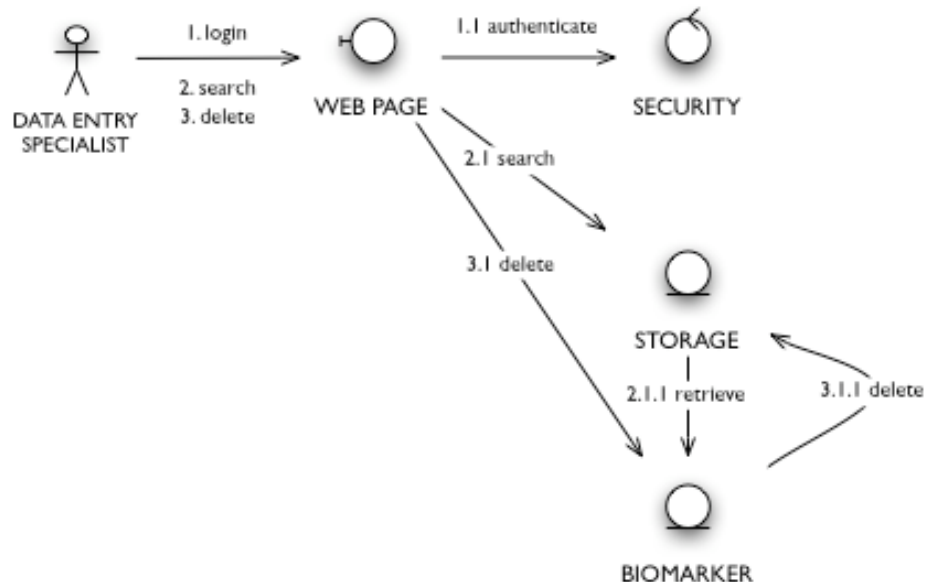 1. login
1.1 authenticate
2. search
3. delete
DATA ENTRY
SPECIALIST
WEB PAGE
SECURITY
2.1 search
3.1 delete
STORAGE
2.1.1 retrieve
3.1.1 delete
BIOMARKER